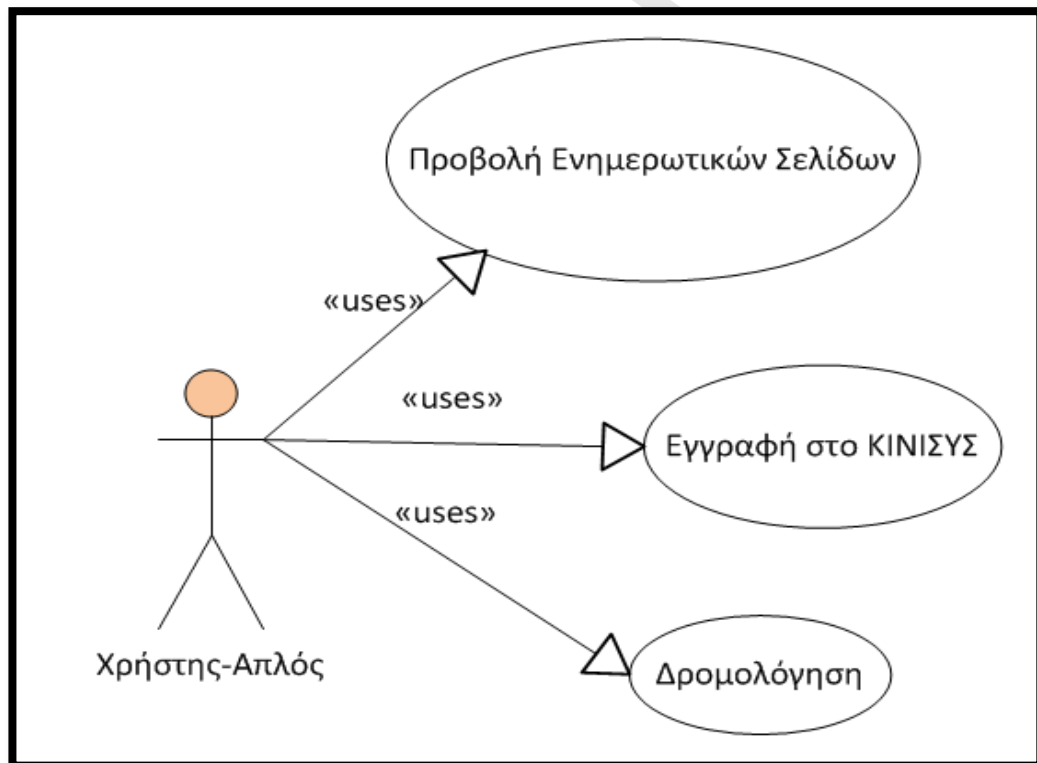 Προβολή Ενημερωτικών Σελίδων
«uses»
«uses»
Εγγραφή στο ΚΙΝΙΣΥΣ
«uses»
Χρήστης-Απλός
Δρομολόγηση